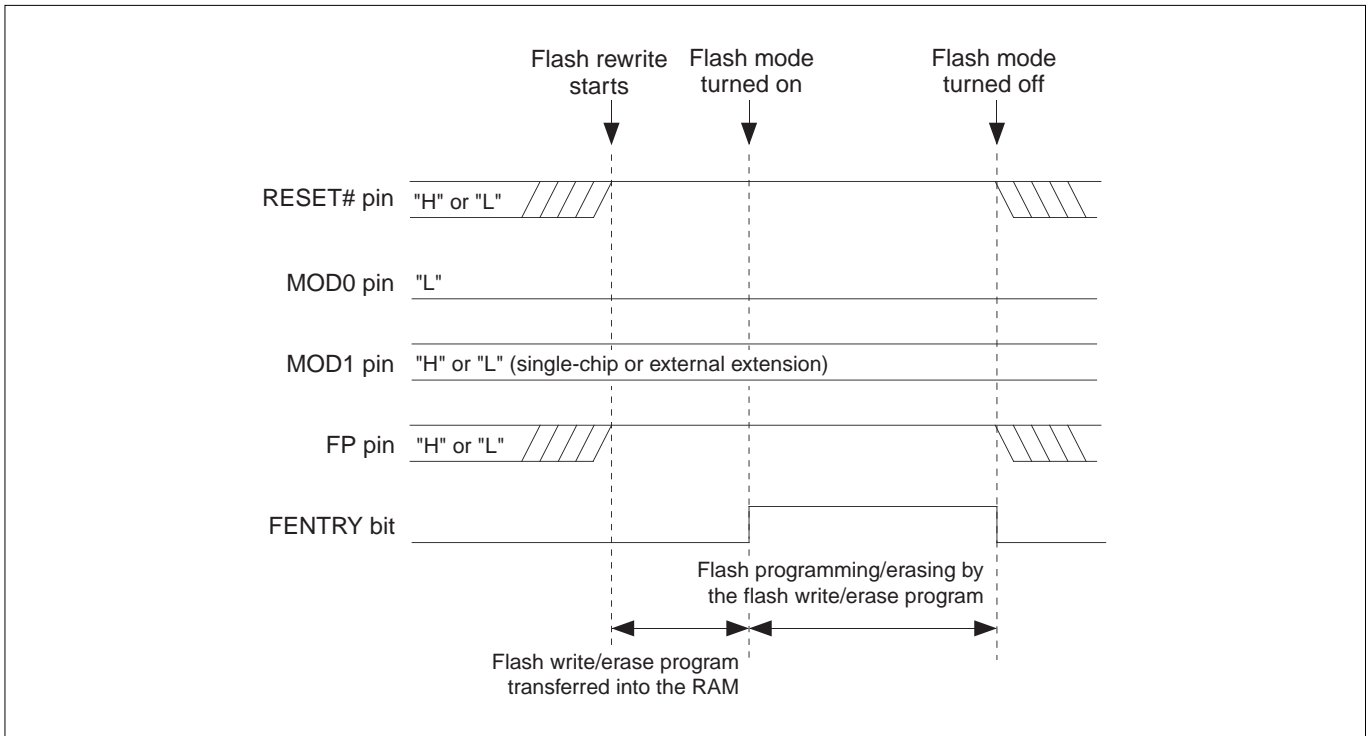 Flash rewrite
starts
Flash mode
turned on
Flash mode
turned off
RESET# pin
"H" or "L"
MOD0 pin
"L"
MOD1 pin
"H" or "L" (single-chip or external extension)
FP pin
"H" or "L"
FENTRY bit
Flash programming/erasing by
the flash write/erase program
Flash write/erase program
transferred into the RAM